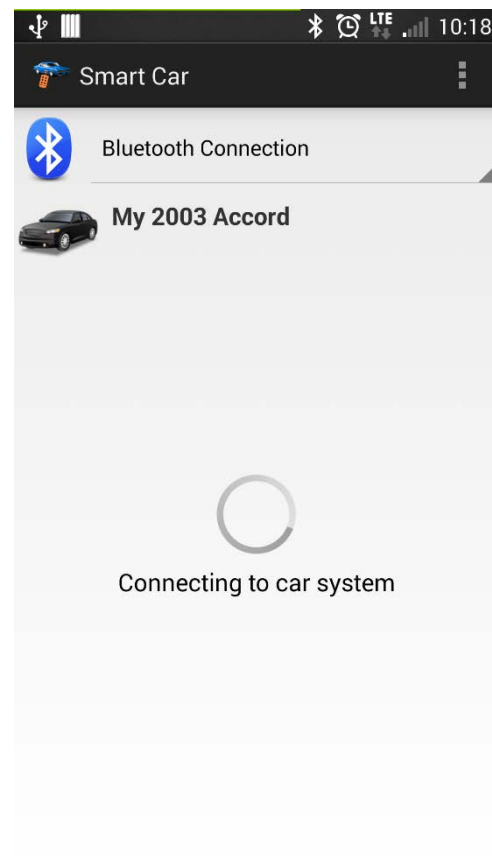 LTE
10:18
Smart Car
Bluetooth Connection
My 2003 Accord
Connecting to car system